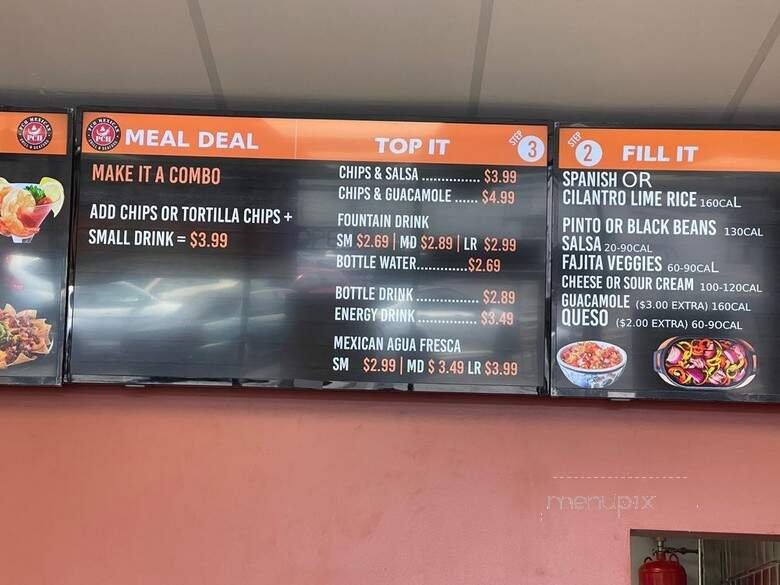 PCH
MEAL DEAL
MAKE IT A COMBO
ADD CHIPS OR TORTILLA CHIPS +
SMALL DRINK = $3.99
TOP IT
STEP 3
CHIPS & SALSA ............... $3.99
CHIPS & GUACAMOLE ...... $4.99
FOUNTAIN DRINK
SM $2.69 | MD $2.89 | LR $2.99
BOTTLE WATER.............$2.69
BOTTLE DRINK ................ $2.89
ENERGY DRINK ................ $3.49
MEXICAN AGUA FRESCA
SM $2.99 | MD $ 3.49 LR $3.99
STEP 2 FILL IT
SPANISH OR
CILANTRO LIME RICE 160CAL
PINTO OR BLACK BEANS 130CAL
SALSA 20-90CAL
FAJITA VEGGIES 60-90CAL
CHEESE OR SOUR CREAM 100-120CAL
GUACAMOLE ($3.00 EXTRA) 160CAL
QUESO ($2.00 EXTRA) 60-90CAL
menupix